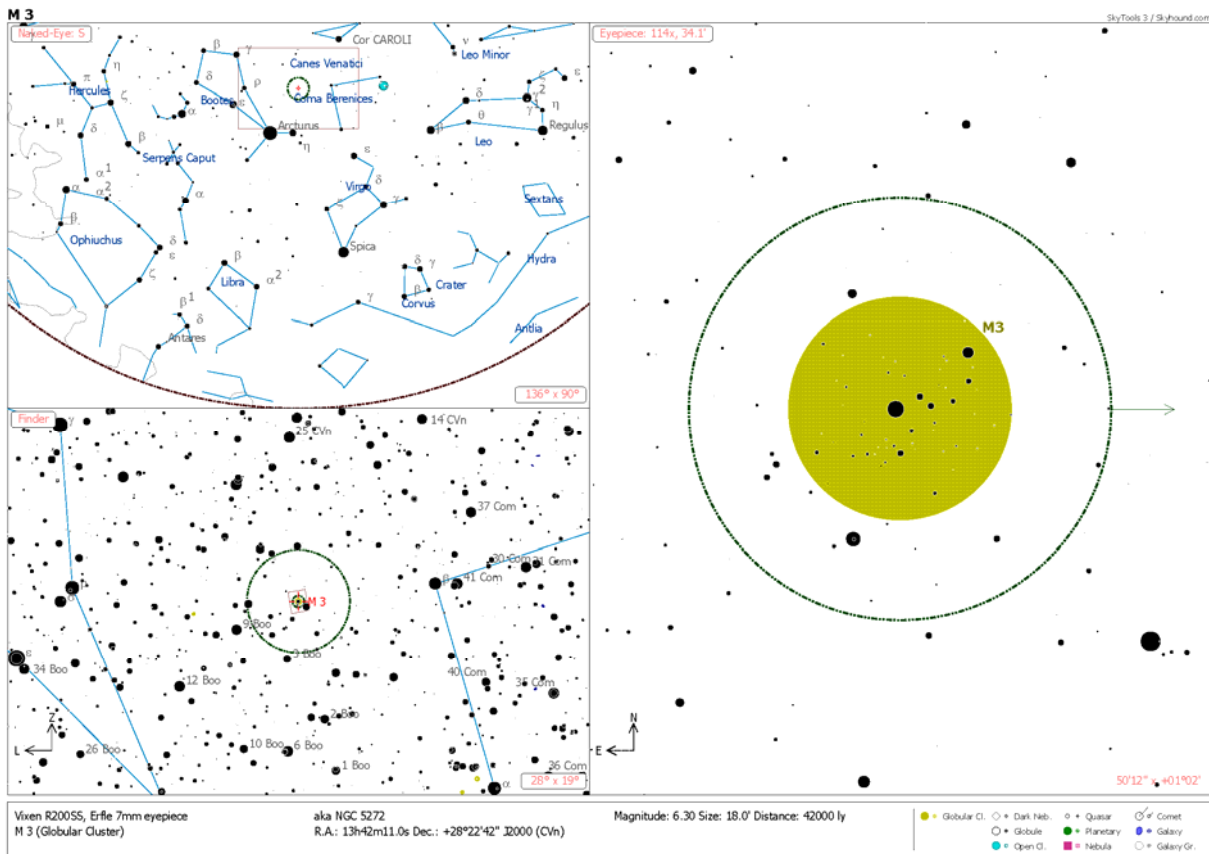 M 3
SkyTools 3 / Skyhound.com
Naked-Eye: S
Cor CAROLI
ν
Leo Minor
β
γ
Canes Venatici
η
π
Hercules
δ
ρ
ζ
ε
α
Bootes
ε
Coma Berenices
δ
γ 2
γ 1
η
ζ
μ
δ
Arcturus
η
β
θ
Leo
Regulus
β
Serpens Caput
ε
α 1
α
α 2
α
Virgo
δ
ζ
γ
Sextans
β
Ophiuchus
δ
ε
Spica
β
Hydra
ζ
Libra
α 2
δ
γ
Crater
β
Corvus
β 1
γ
δ
Antlia
Antares
136° x 90°
Finder
γ
25 CVn
14 CVn
37 Com
30 Com
31 Com
β
41 Com
M 3
9 Boo
3 Boo
ε
34 Boo
40 Com
35 Com
12 Boo
2 Boo
Z
L
26 Boo
10 Boo
6 Boo
1 Boo
36 Com
α
28° x 19°
Eyepiece: 114x, 34.1'
M3
N
E
50'12" x +01°02'
Vixen R200SS, Erfle 7mm eyepiece
M 3 (Globular Cluster)
aka NGC 5272
R.A.: 13h42m11.0s Dec.: +28°22'42" J2000 (CVn)
Magnitude: 6.30 Size: 18.0' Distance: 42000 ly
Globular Cl.
Dark Neb.
Quasar
Comet
Globule
Planetary
Galaxy
Open Cl.
Nebula
Galaxy Gr.